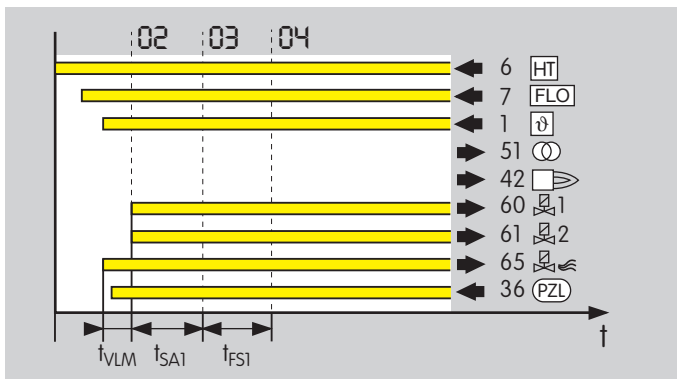 :02 :03 :04
6 HT
7 FLO
1 ϑ
51
42
60 1
61 2
65
36 PZL
t
tVLM tSA1 tFS1